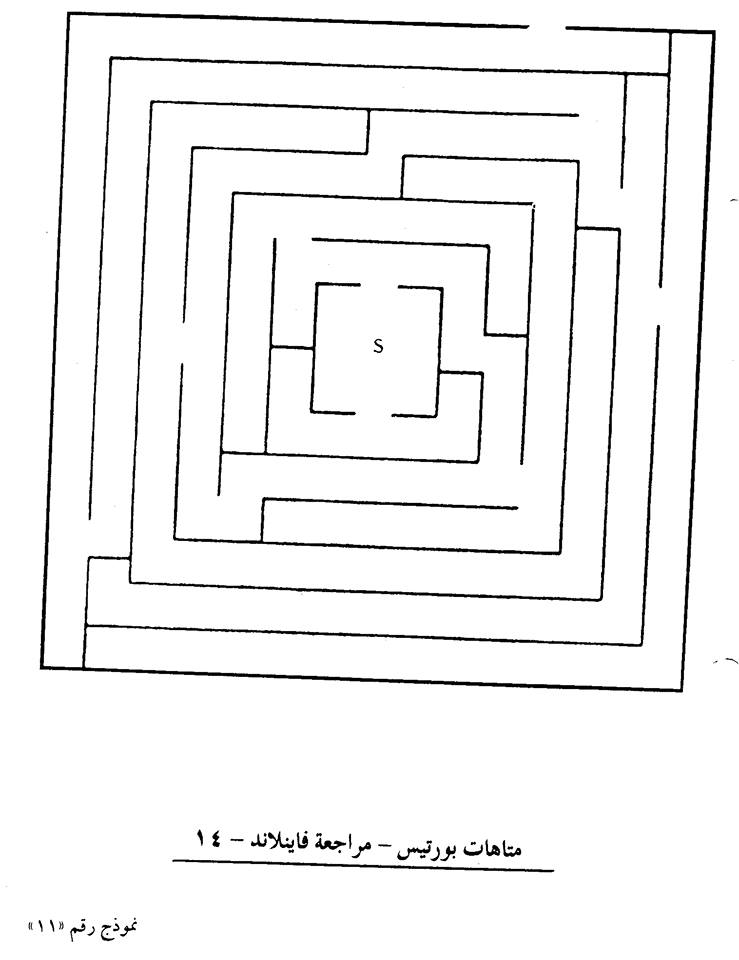 S
متاهات بورتيس – مراجعة فاينلاند – ١٤
نموذج رقم «١١»